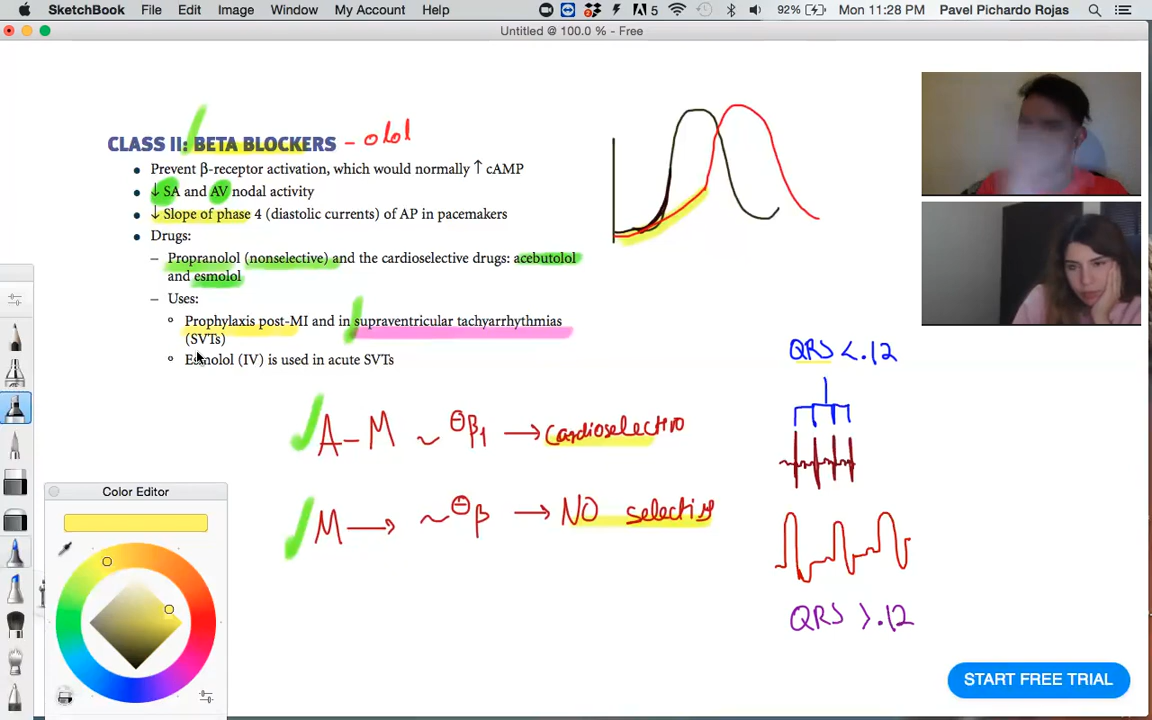 SketchBook File Edit Image Window My Account Help 5 92% Mon 11:28 PM Pavel Pichardo Rojas
Untitled @ 100.0 % - Free
CLASS II: BETA BLOCKERS - olol
• Prevent β-receptor activation, which would normally ↑ cAMP
• ↓ SA and AV nodal activity
• ↓ Slope of phase 4 (diastolic currents) of AP in pacemakers
• Drugs:
– Propranolol (nonselective) and the cardioselective drugs: acebutolol
and esmolol
– Uses:
° Prophylaxis post-MI and in supraventricular tachyarrhythmias
(SVTs)
° Esmolol (IV) is used in acute SVTs
QRS <.12
A-M ~ ⊖β1 → cardioselectivo
M → ~⊖β → NO selectiv
QRS >.12
Color Editor
START FREE TRIAL